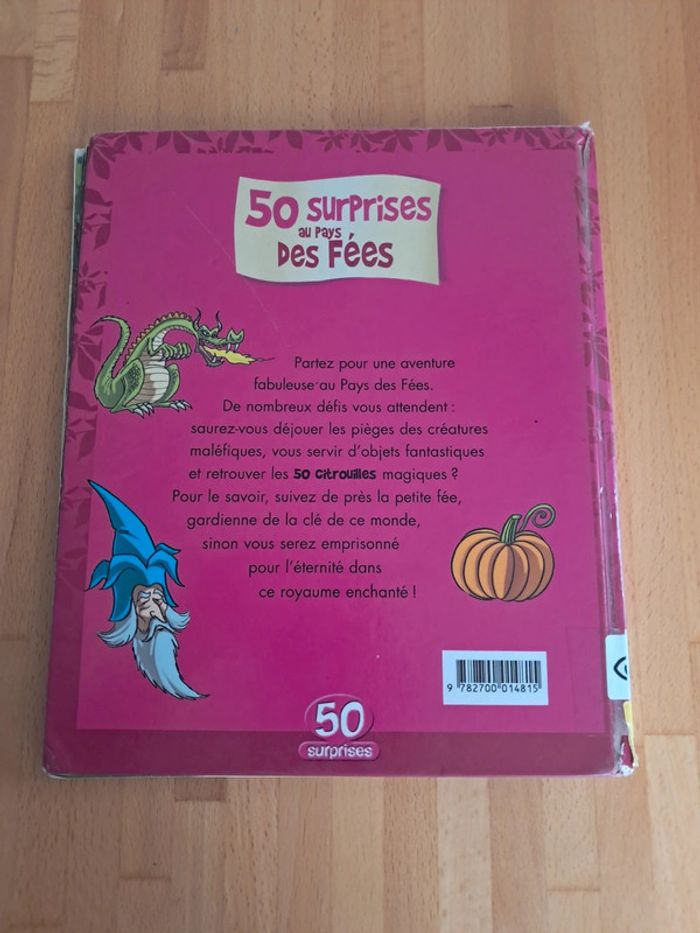 50 surprises
au pays
Des Fées
Partez pour une aventure
fabuleuse au Pays des Fées.
De nombreux défis vous attendent :
saurez-vous déjouer les pièges des créatures
maléfiques, vous servir d'objets fantastiques
et retrouver les 50 citrouilles magiques ?
Pour le savoir, suivez de près la petite fée,
gardienne de la clé de ce monde,
sinon vous serez emprisonné
pour l'éternité dans
ce royaume enchanté !
9 782700 014815
50
surprises